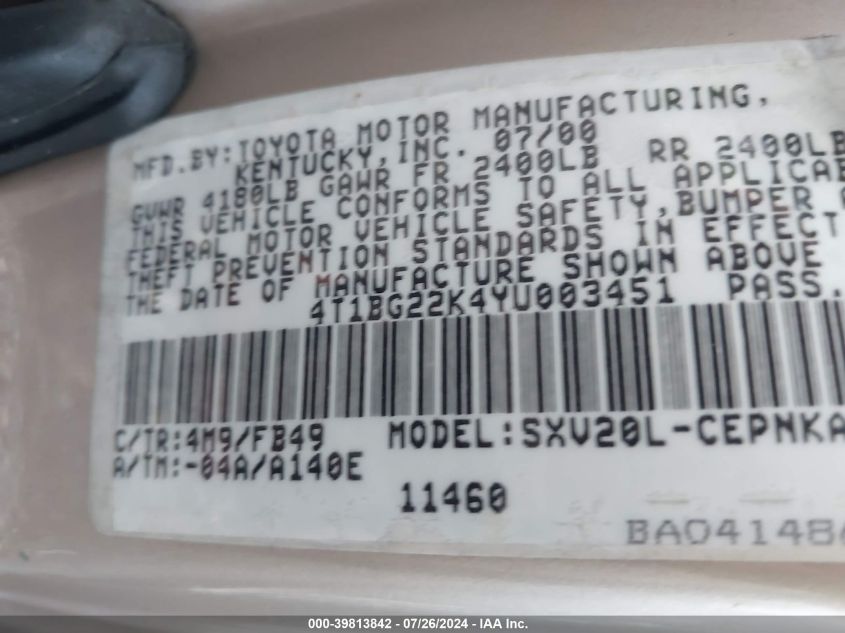 MFD.BY:TOYOTA MOTOR MANUFACTURING,
KENTUCKY,INC. 07/00
GVWR 4180LB GAWR FR 2400LB RR 2400LB
THIS VEHICLE CONFORMS TO ALL APPLICAB
FEDERAL MOTOR VEHICLE SAFETY,BUMPER
THEFT PREVENTION STANDARDS IN EFFECT
THE DATE OF MANUFACTURE SHOWN ABOVE
4T1BG22K4YU003451 PASS.
C/TR:4M9/FB49 MODEL:SXV20L-CEPNKA
A/TM:-04A/A140E
11460
BA04148
000-39813842 / 07/26/2024 - IAA Inc.